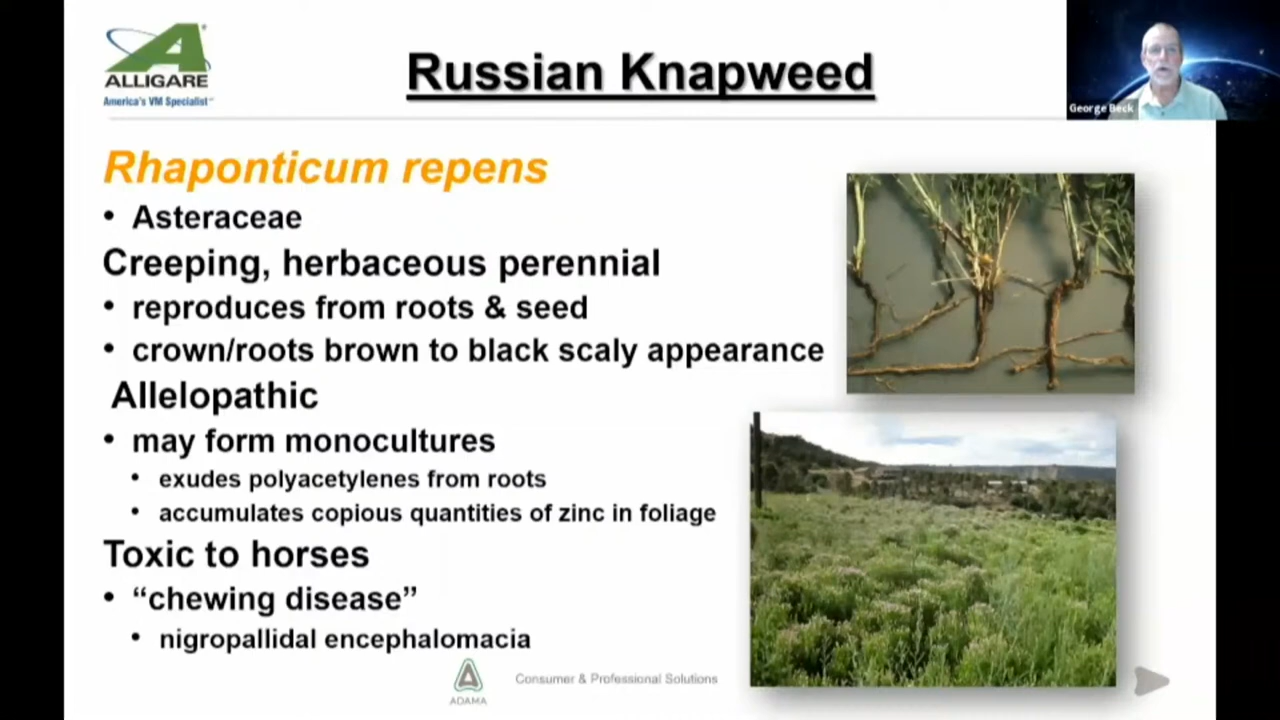 ALLIGARE
America's VM Specialist℠
Russian Knapweed
George Beck
Rhaponticum repens
• Asteraceae
Creeping, herbaceous perennial
• reproduces from roots & seed
• crown/roots brown to black scaly appearance
Allelopathic
• may form monocultures
• exudes polyacetylenes from roots
• accumulates copious quantities of zinc in foliage
Toxic to horses
• “chewing disease”
• nigropallidal encephalomacia
ADAMA
Consumer & Professional Solutions